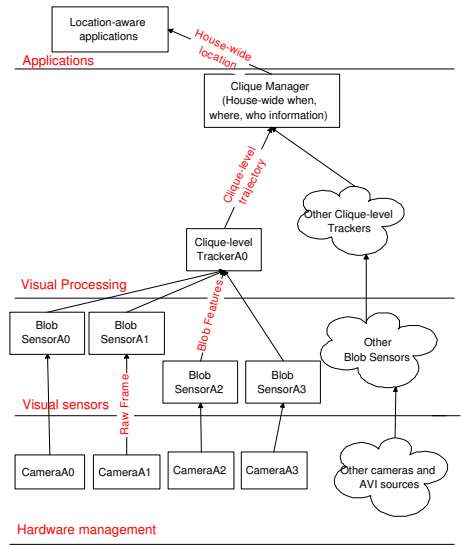 Location-aware
applications
House-wide
location
Applications
Clique Manager
(House-wide when,
where, who information)
Clique-level
trajectory
Other Clique-level
Trackers
Clique-level
TrackerA0
Visual Processing
Blob
SensorA0
Blob
SensorA1
Blob Features
Other
Blob Sensors
Blob
SensorA2
Blob
SensorA3
Visual sensors
Raw Frame
CameraA0
CameraA1
CameraA2
CameraA3
Other cameras and
AVI sources
Hardware management